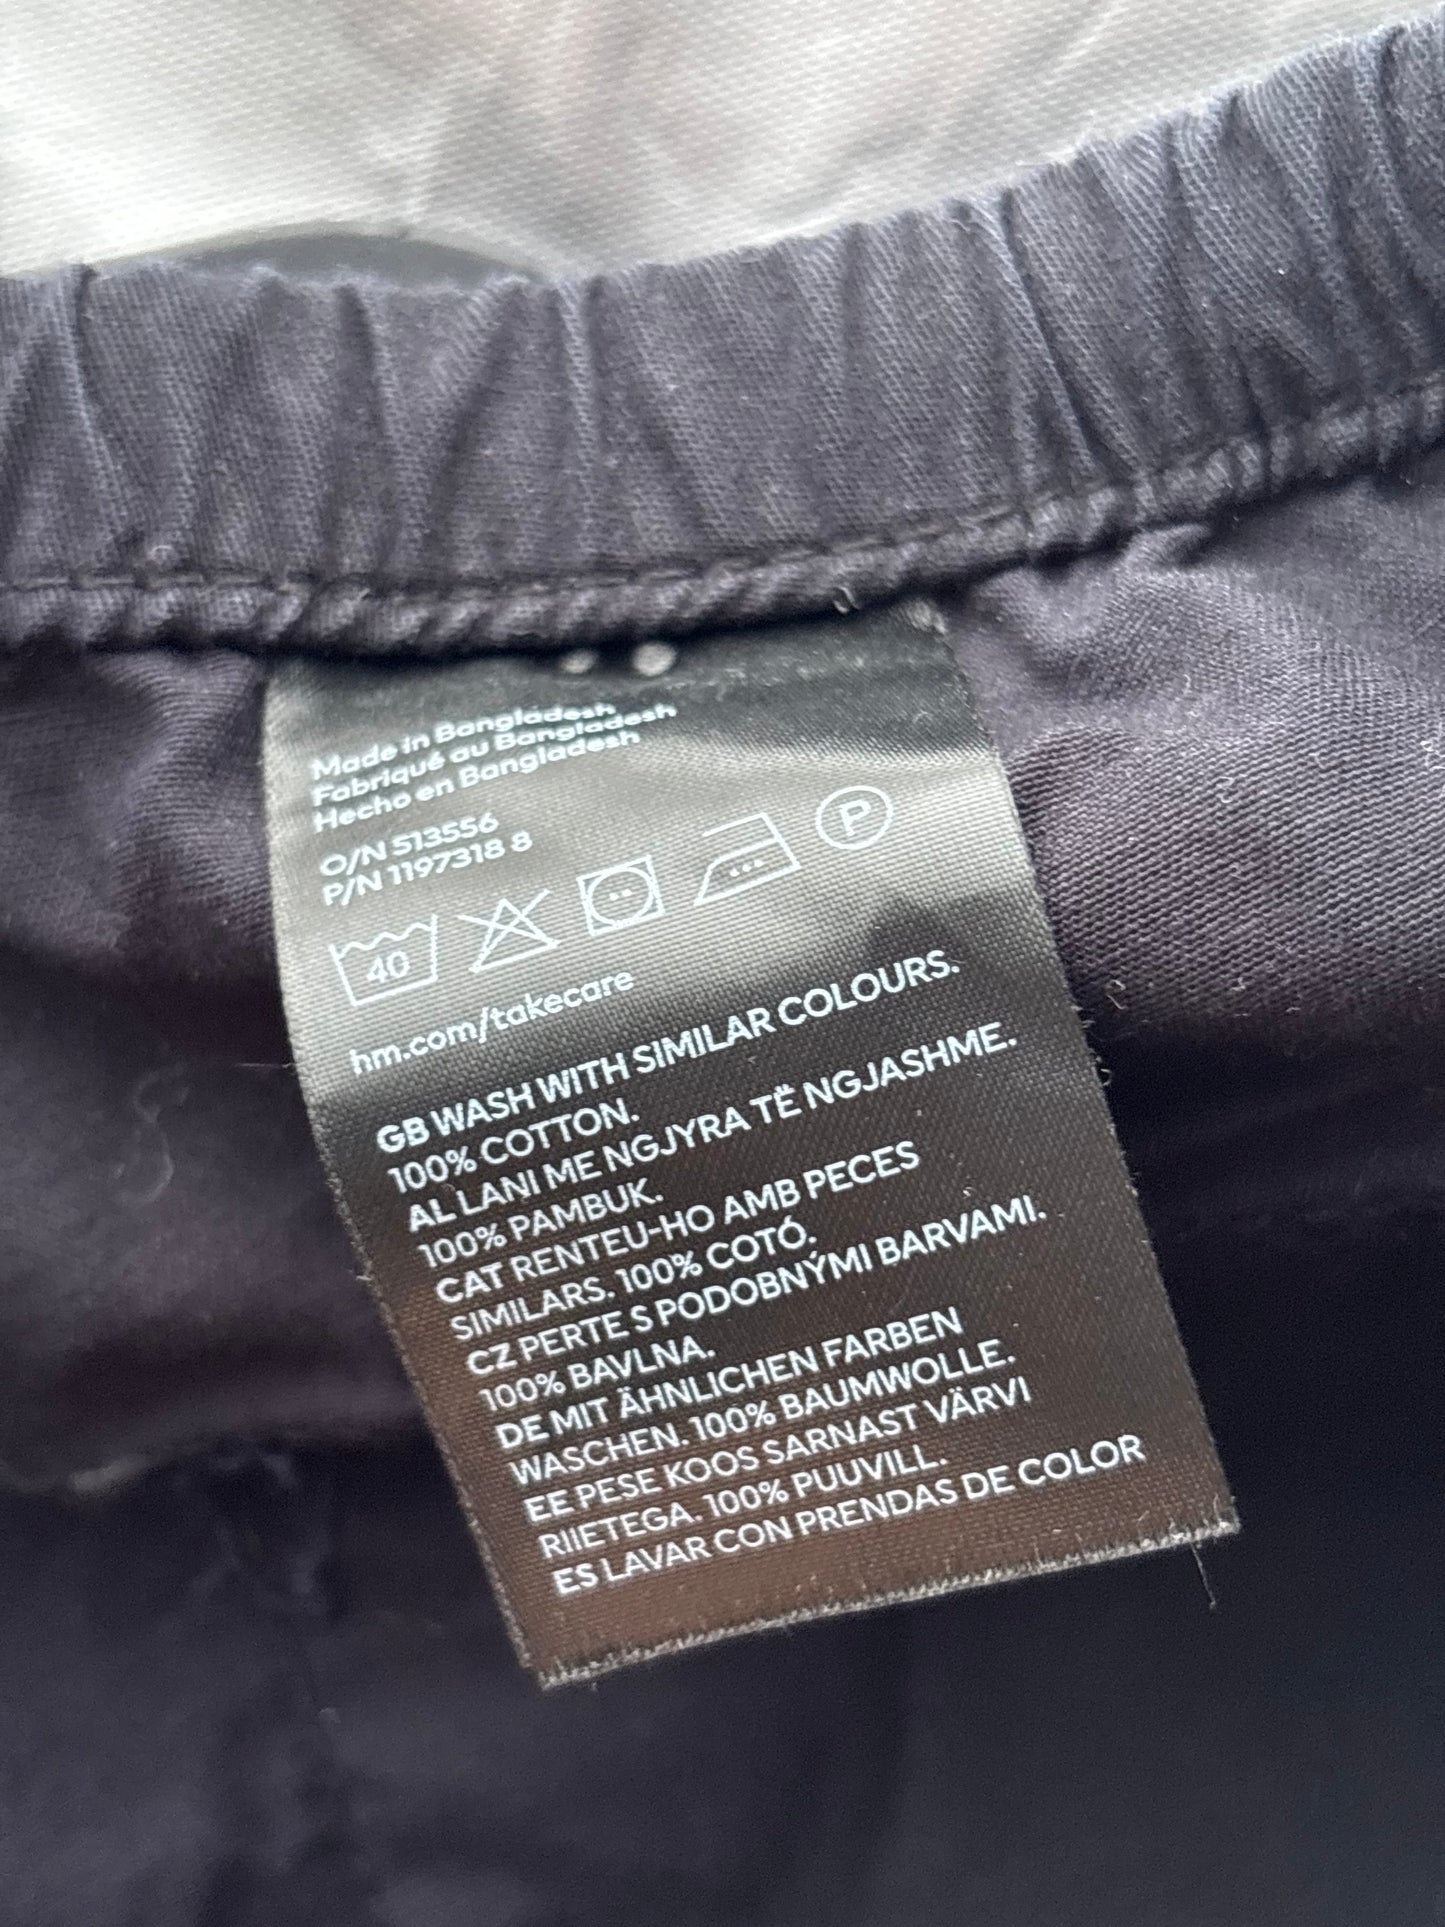 Made in Bangladesh
Fabriqué au Bangladesh
Hecho en Bangladesh
O/N 513556
P/N 1197318 8
40 P
hm.com/takecare
GB WASH WITH SIMILAR COLOURS.
100% COTTON.
AL LANI ME NGJYRA TË NGJASHME.
100% PAMBUK.
CAT RENTEU-HO AMB PECES
SIMILARS. 100% COTÓ.
CZ PERTE S PODOBNÝMI BARVAMI.
100% BAVLNA.
DE MIT ÄHNLICHEN FARBEN
WASCHEN. 100% BAUMWOLLE.
EE PESE KOOS SARNAST VÄRVI
RIIETEGA. 100% PUUVILL.
ES LAVAR CON PRENDAS DE COLOR